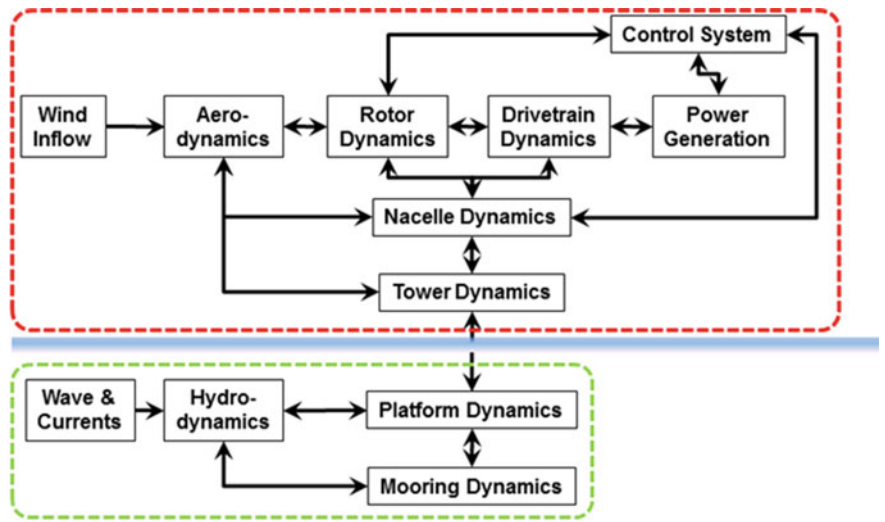 Control System
Wind
Inflow
Aero-
dynamics
Rotor
Dynamics
Drivetrain
Dynamics
Power
Generation
Nacelle Dynamics
Tower Dynamics
Wave &
Currents
Hydro-
dynamics
Platform Dynamics
Mooring Dynamics